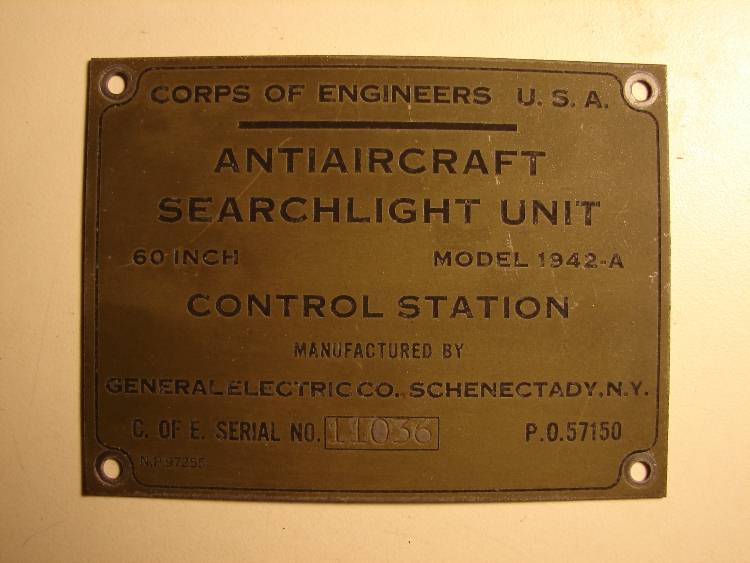 CORPS OF ENGINEERS U. S. A.
ANTIAIRCRAFT
SEARCHLIGHT UNIT
60 INCH MODEL 1942-A
CONTROL STATION
MANUFACTURED BY
GENERAL ELECTRIC CO., SCHENECTADY, N.Y.
C. OF E. SERIAL NO. 11036 P.O.57150
N.P. 97255